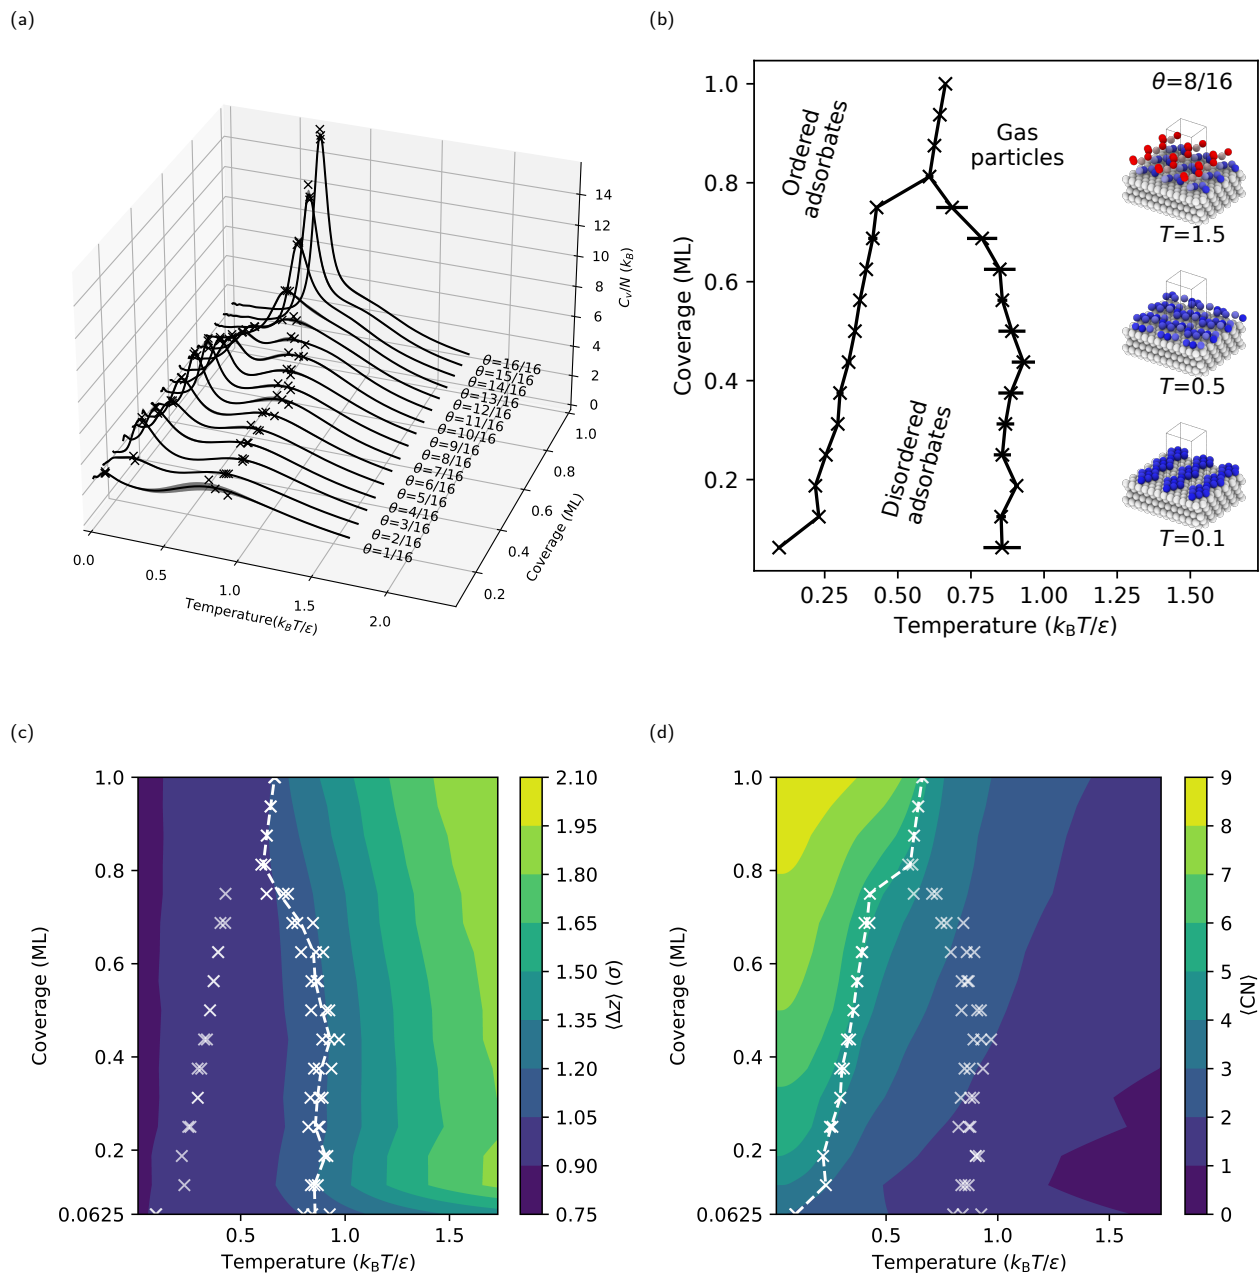 (a)
14
12
10
8
6
4
2
0
C_v/N (k_B)
θ=16/16
θ=15/16
θ=14/16
θ=13/16
θ=12/16
θ=11/16
θ=10/16
θ=9/16
θ=8/16
θ=7/16
θ=6/16
θ=5/16
θ=4/16
θ=3/16
θ=2/16
θ=1/16
1.0
0.8
0.6
0.4
0.2
Coverage (ML)
0.0
0.5
1.0
1.5
2.0
Temperature(k_BT/ε)
(b)
1.0
0.8
0.6
0.4
0.2
Coverage (ML)
Ordered
adsorbates
Gas
particles
Disordered
adsorbates
θ=8/16
T=1.5
T=0.5
T=0.1
0.25 0.50 0.75 1.00 1.25 1.50
Temperature (k_BT/ε)
(c)
1.0
0.8
0.6
0.4
0.2
0.0625
Coverage (ML)
0.5 1.0 1.5
Temperature (k_BT/ε)
2.10
1.95
1.80
1.65
1.50
1.35
1.20
1.05
0.90
0.75
⟨Δz⟩ (σ)
(d)
1.0
0.8
0.6
0.4
0.2
0.0625
Coverage (ML)
0.5 1.0 1.5
Temperature (k_BT/ε)
9
8
7
6
5
4
3
2
1
0
⟨CN⟩